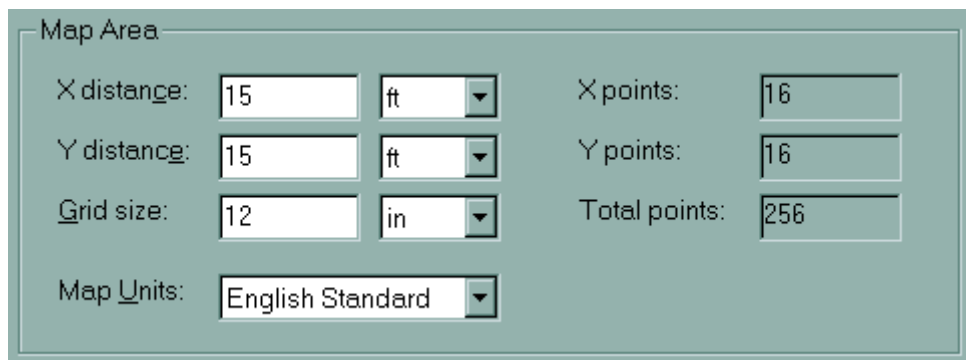 Map Area
X distance: 15 ft X points: 16
Y distance: 15 ft Y points: 16
Grid size: 12 in Total points: 256
Map Units: English Standard